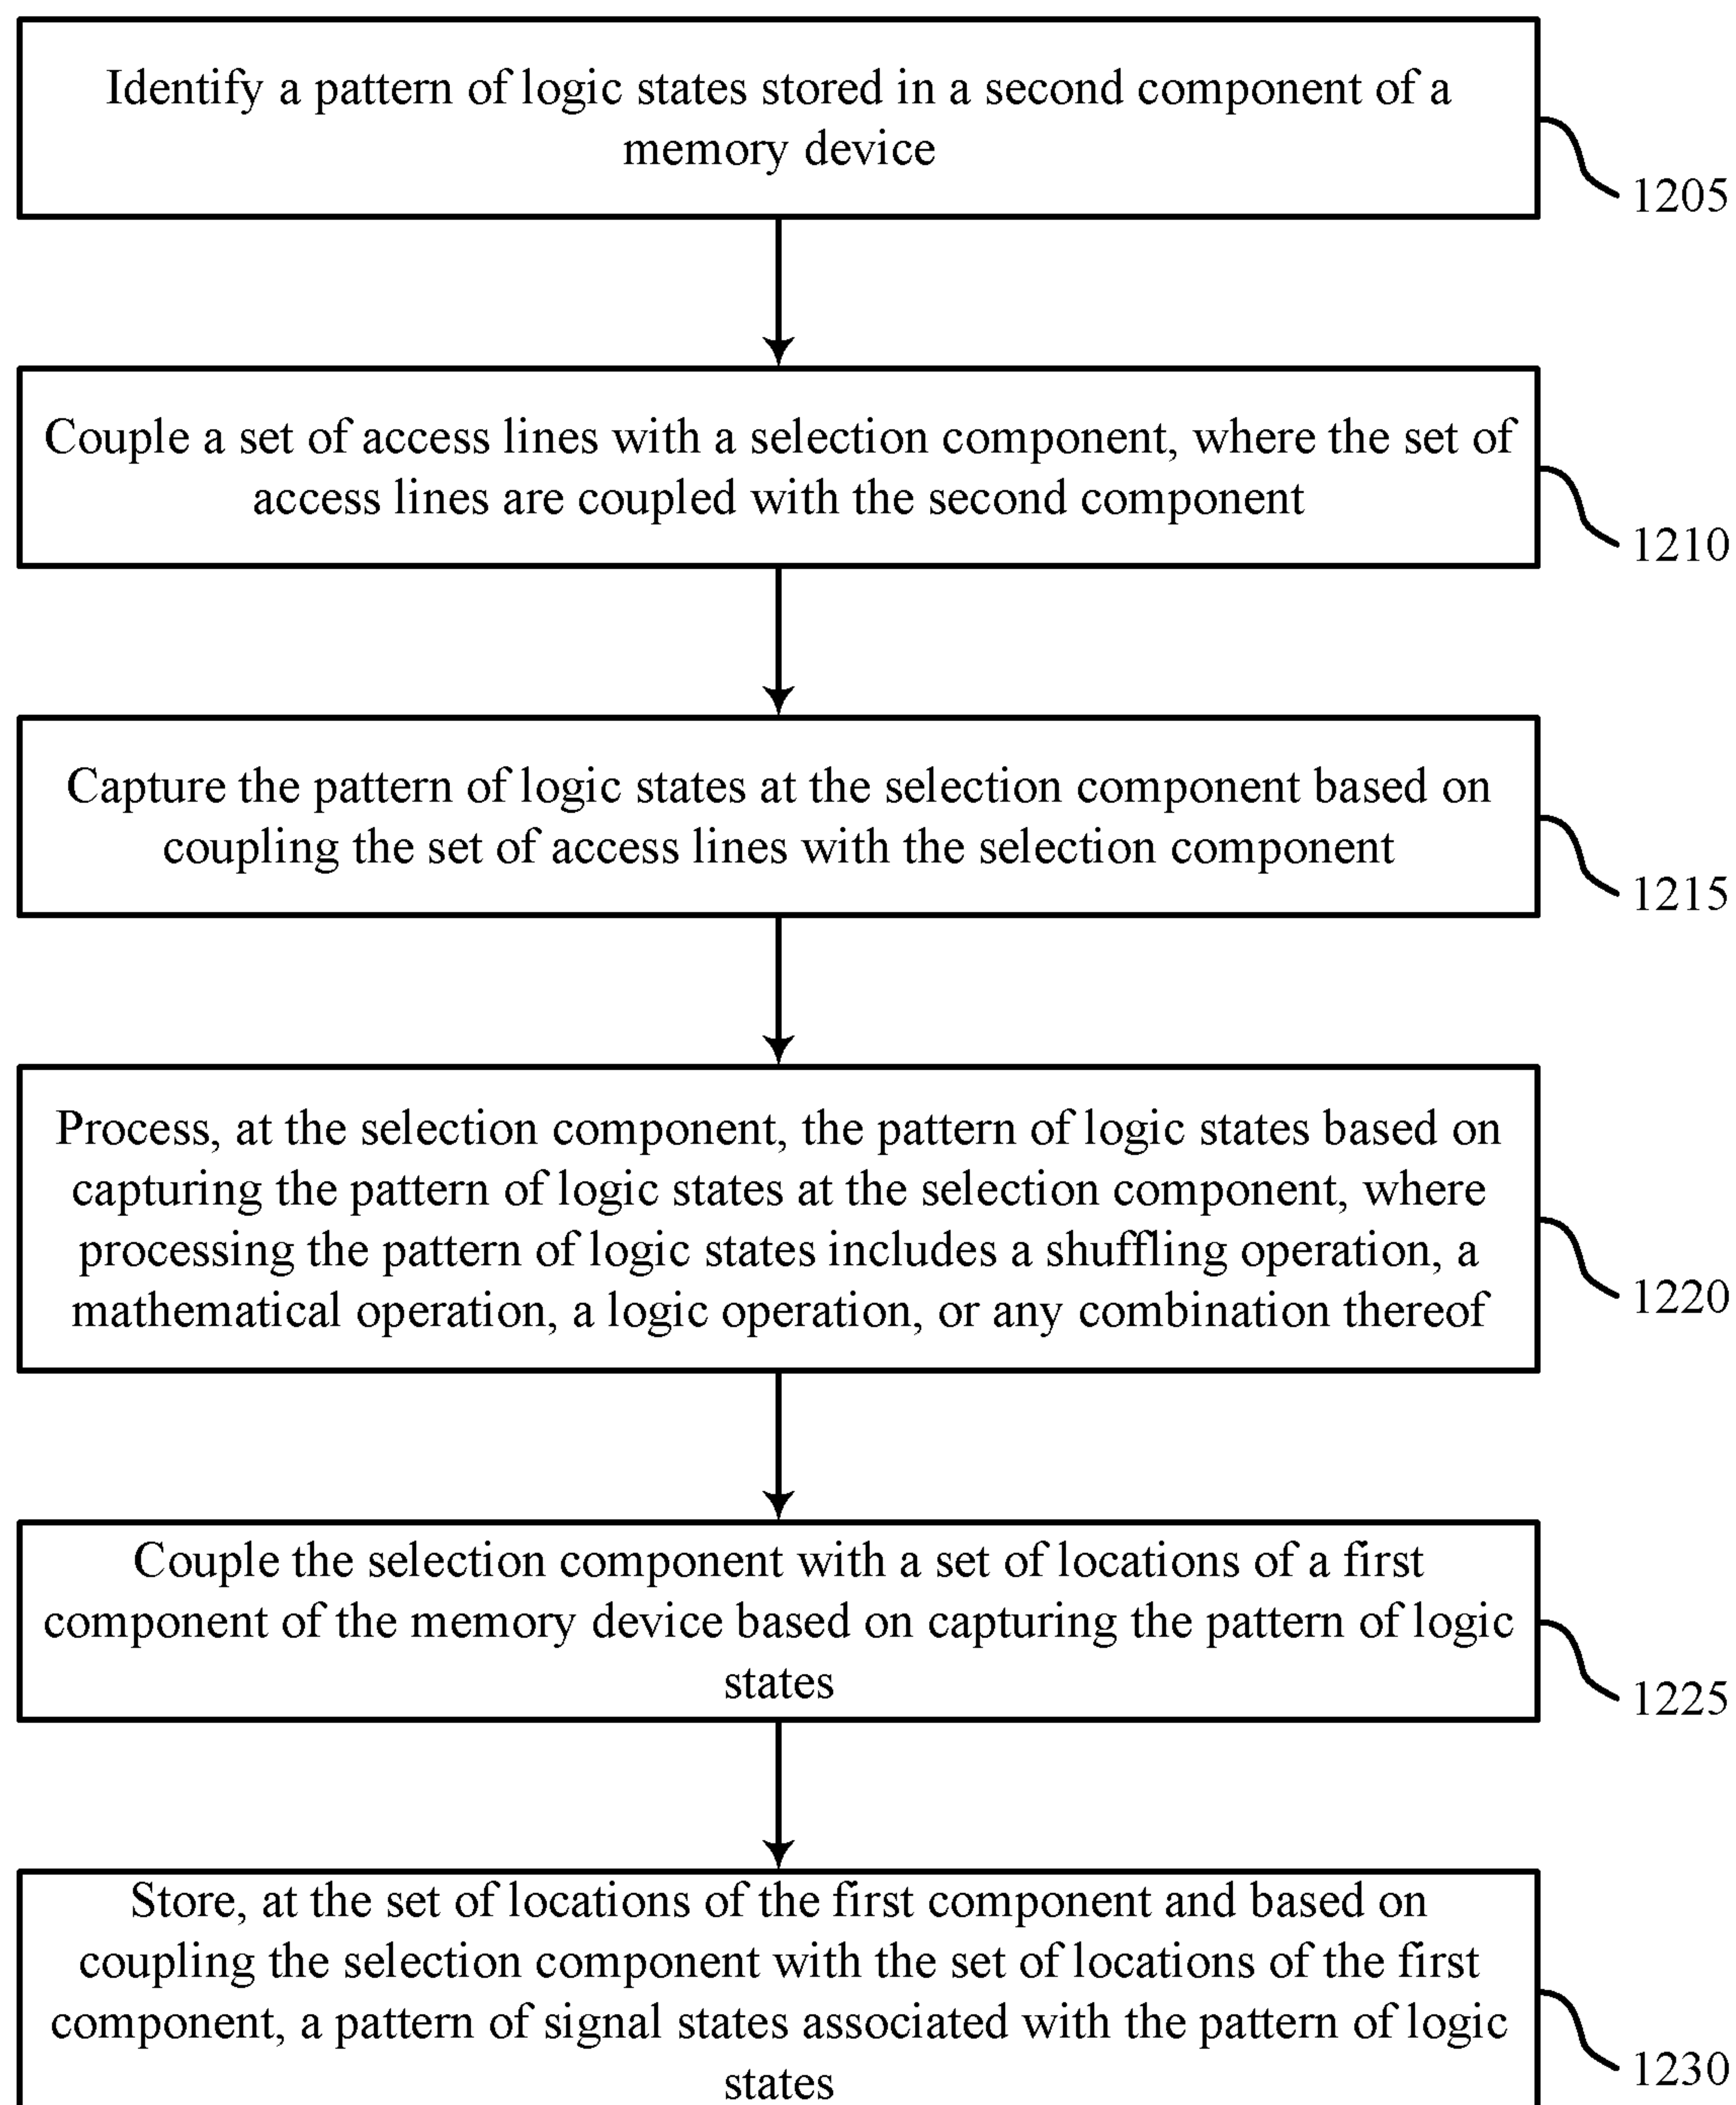 Identify a pattern of logic states stored in a second component of a
memory device
1205
Couple a set of access lines with a selection component, where the set of
access lines are coupled with the second component
1210
Capture the pattern of logic states at the selection component based on
coupling the set of access lines with the selection component
1215
Process, at the selection component, the pattern of logic states based on
capturing the pattern of logic states at the selection component, where
processing the pattern of logic states includes a shuffling operation, a
mathematical operation, a logic operation, or any combination thereof
1220
Couple the selection component with a set of locations of a first
component of the memory device based on capturing the pattern of logic
states
1225
Store, at the set of locations of the first component and based on
coupling the selection component with the set of locations of the first
component, a pattern of signal states associated with the pattern of logic
states
1230